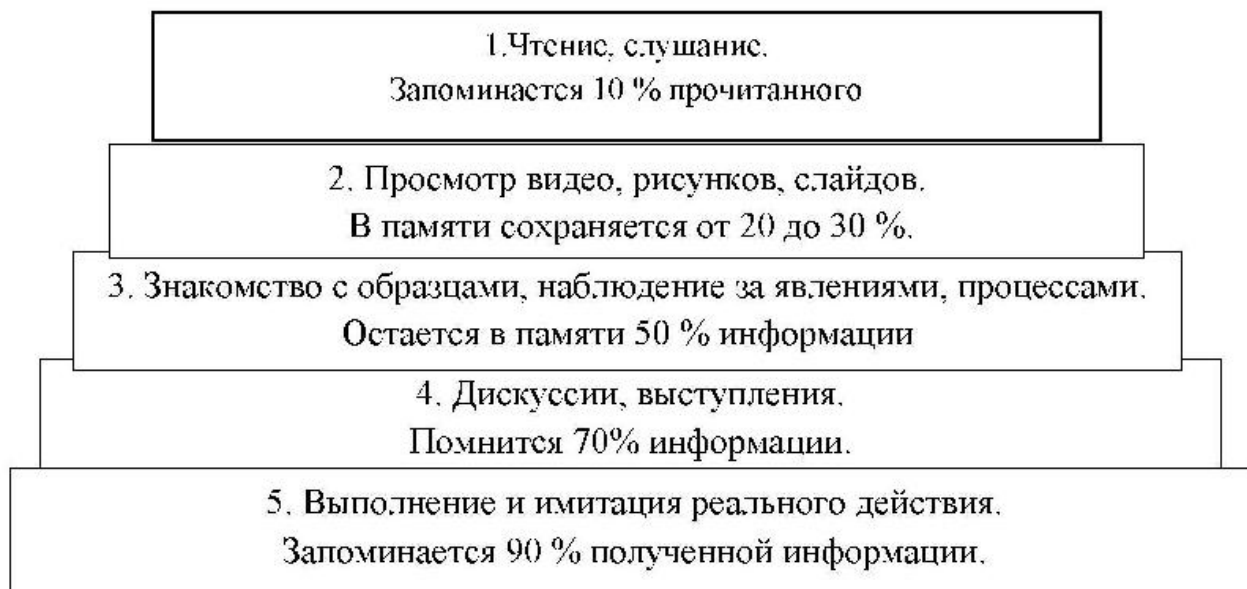 1.Чтение, слушание.
Запоминается 10 % прочитанного
2. Просмотр видео, рисунков, слайдов.
В памяти сохраняется от 20 до 30 %.
3. Знакомство с образцами, наблюдение за явлениями, процессами.
Остается в памяти 50 % информации
4. Дискуссии, выступления.
Помнится 70% информации.
5. Выполнение и имитация реального действия.
Запоминается 90 % полученной информации.